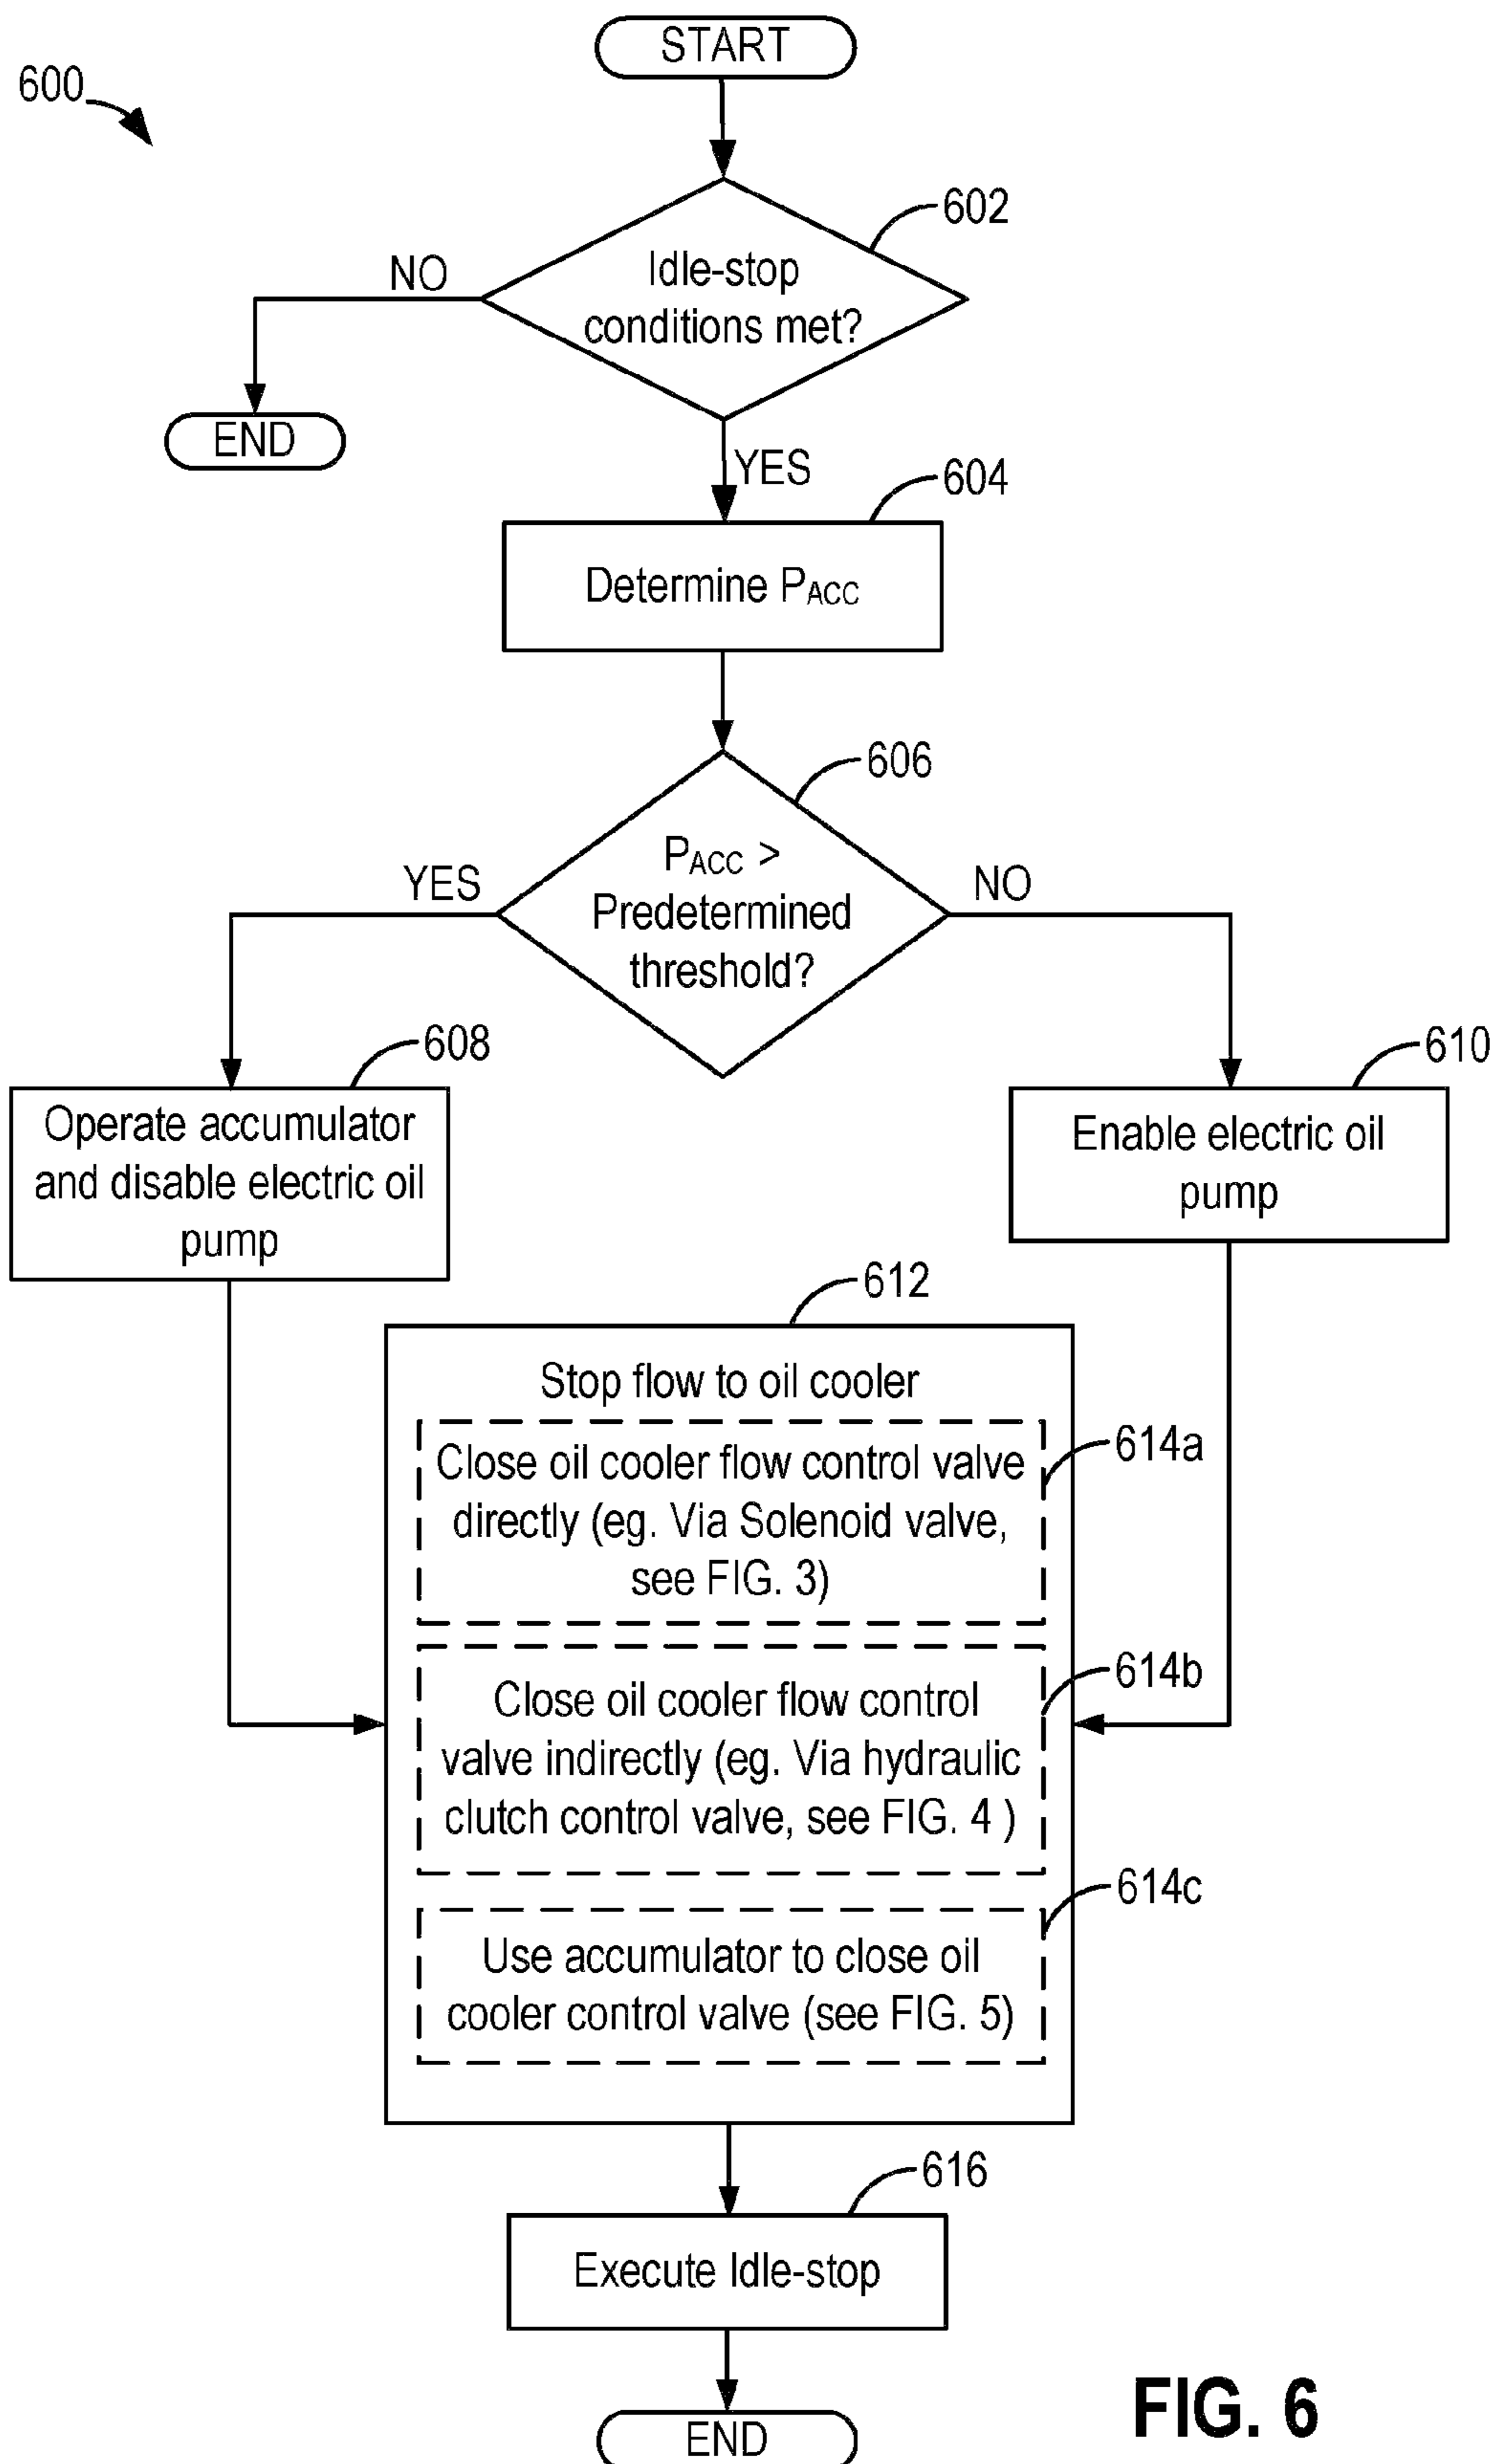 START
600
602
Idle-stop
conditions met?
NO
END
YES
604
Determine PACC
606
PACC >
Predetermined
threshold?
YES
NO
608
Operate accumulator
and disable electric oil
pump
610
Enable electric oil
pump
612
Stop flow to oil cooler
614a
Close oil cooler flow control valve
directly (eg. Via Solenoid valve,
see FIG. 3)
614b
Close oil cooler flow control
valve indirectly (eg. Via hydraulic
clutch control valve, see FIG. 4 )
614c
Use accumulator to close oil
cooler control valve (see FIG. 5)
616
Execute Idle-stop
END
FIG. 6